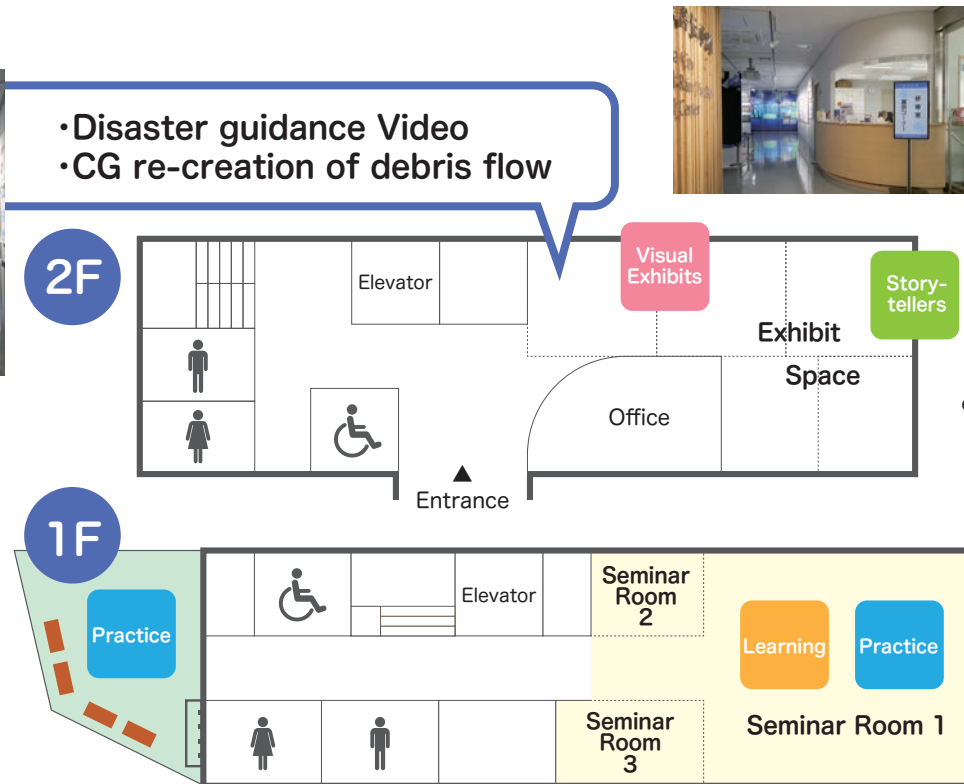 ・Disaster guidance Video
・CG re-creation of debris flow
2F
Elevator
Visual
Exhibits
Story-
tellers
Exhibit
Space
Office
Entrance
1F
Practice
Elevator
Seminar
Room
2
Learning
Practice
Seminar Room 1
Seminar
Room
3